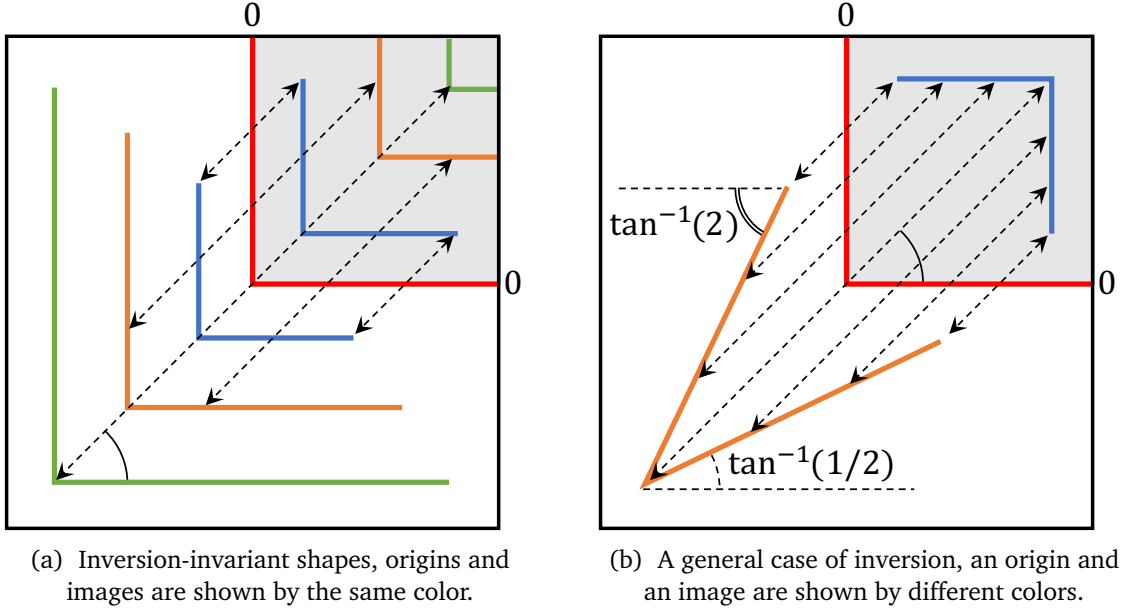 0
0
tan⁻¹(2)
tan⁻¹(1/2)
0
0
(a) Inversion-invariant shapes, origins and
images are shown by the same color.
(b) A general case of inversion, an origin and
an image are shown by different colors.